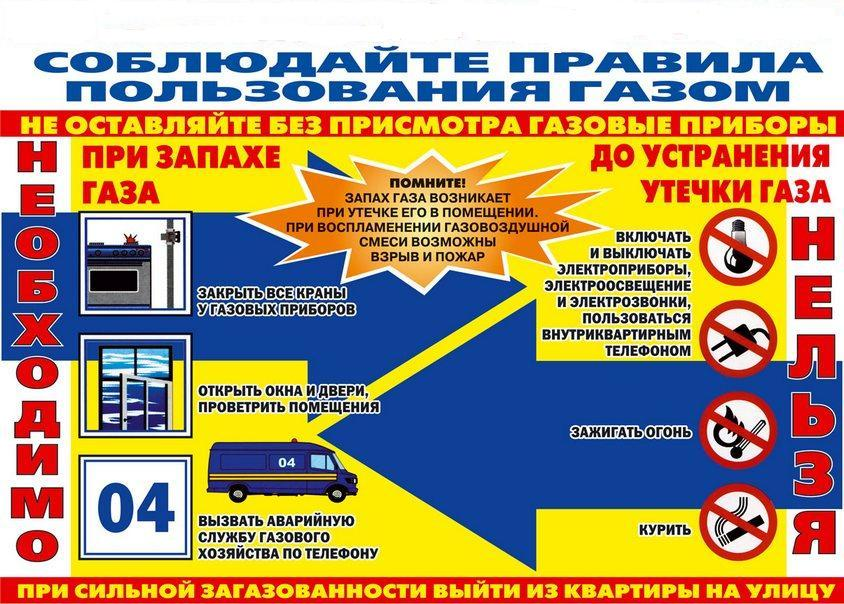 СОБЛЮДАЙТЕ ПРАВИЛА
ПОЛЬЗОВАНИЯ ГАЗОМ
НЕ ОСТАВЛЯЙТЕ БЕЗ ПРИСМОТРА ГАЗОВЫЕ ПРИБОРЫ
НЕОБХОДИМО
ПРИ ЗАПАХЕ
ГАЗА
ЗАКРЫТЬ ВСЕ КРАНЫ
У ГАЗОВЫХ ПРИБОРОВ
ОТКРЫТЬ ОКНА И ДВЕРИ,
ПРОВЕТРИТЬ ПОМЕЩЕНИЯ
04
04
ВЫЗВАТЬ АВАРИЙНУЮ
СЛУЖБУ ГАЗОВОГО
ХОЗЯЙСТВА ПО ТЕЛЕФОНУ
ПОМНИТЕ!
ЗАПАХ ГАЗА ВОЗНИКАЕТ
ПРИ УТЕЧКЕ ЕГО В ПОМЕЩЕНИИ.
ПРИ ВОСПЛАМЕНЕНИИ ГАЗОВОЗДУШНОЙ
СМЕСИ ВОЗМОЖНЫ
ВЗРЫВ И ПОЖАР
ДО УСТРАНЕНИЯ
УТЕЧКИ ГАЗА
НЕЛЬЗЯ
ВКЛЮЧАТЬ
И ВЫКЛЮЧАТЬ
ЭЛЕКТРОПРИБОРЫ,
ЭЛЕКТРООСВЕЩЕНИЕ
И ЭЛЕКТРОЗВОНКИ,
ПОЛЬЗОВАТЬСЯ
ВНУТРИКВАРТИРНЫМ
ТЕЛЕФОНОМ
ЗАЖИГАТЬ ОГОНЬ
КУРИТЬ
ПРИ СИЛЬНОЙ ЗАГАЗОВАННОСТИ ВЫЙТИ ИЗ КВАРТИРЫ НА УЛИЦУ